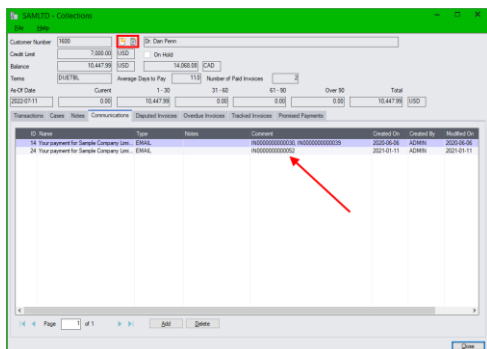 SAMLTD - Collections
File Help
Customer Number 1600 Dr. Dan Penn
Credit Limit 7,000.00 USD On Hold
Balance 10,447.99 USD 14,068.08 CAD
Terms DUETBL Average Days to Pay 11.0 Number of Paid Invoices 2
As-Of Date Current 1 - 30 31 - 60 61 - 90 Over 90 Total
2022-07-11 0.00 10,447.99 0.00 0.00 0.00 10,447.99 USD
Transactions Cases Notes Communications Disputed Invoices Overdue Invoices Tracked Invoices Promised Payments
ID Name Type Notes Comment Created On Created By Modified On
14 Your payment for Sample Company Limi... EMAIL IN0000000000030, IN0000000000039 2020-06-06 ADMIN 2020-06-06
24 Your payment for Sample Company Limi... EMAIL IN0000000000052 2021-01-11 ADMIN 2021-01-11
Page 1 of 1 Add Delete
Close